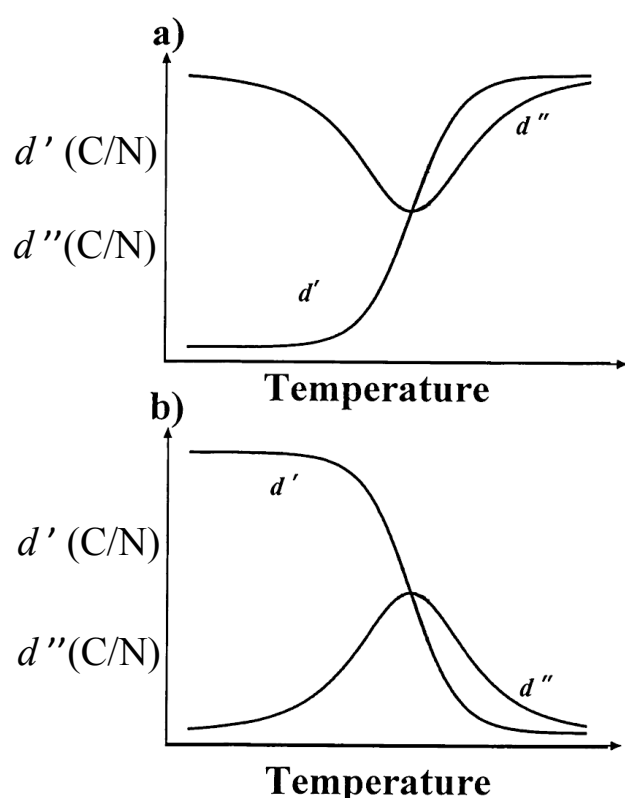 a)
d' (C/N)
d''(C/N)
d''
d'
Temperature
b)
d' (C/N)
d''(C/N)
d'
d''
Temperature